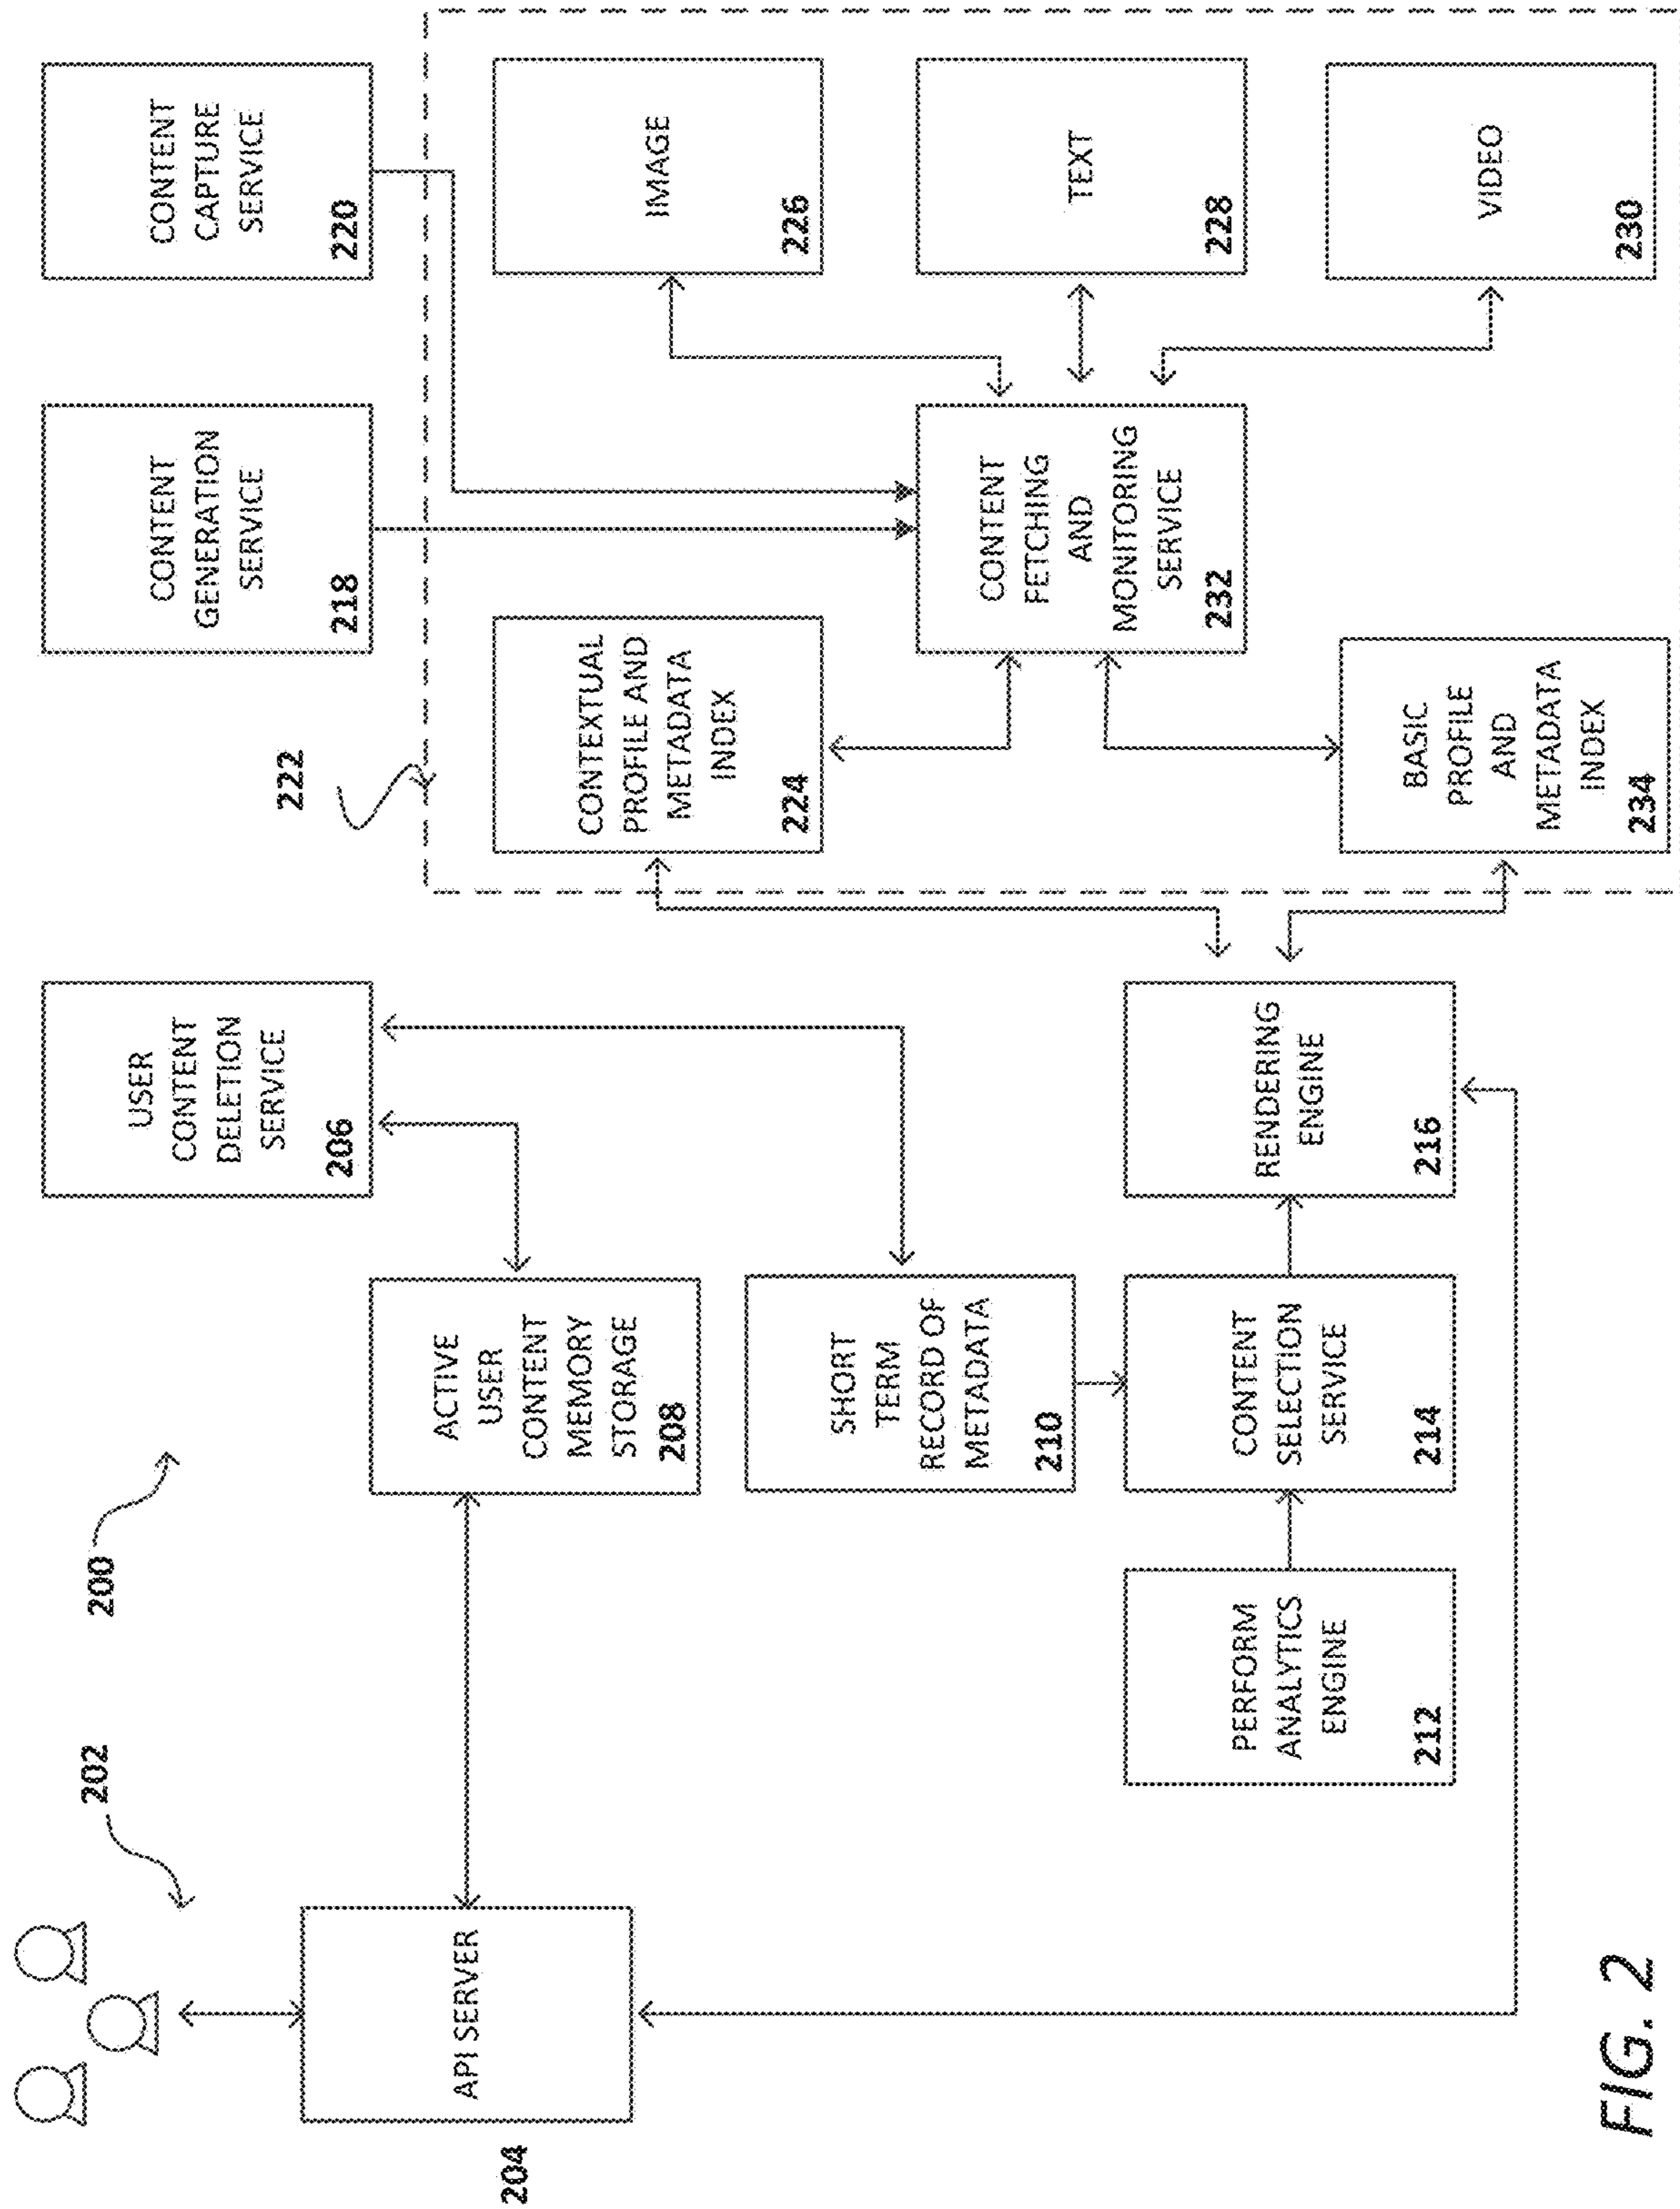 200
202
204
API SERVER
USER
CONTENT
DELETION
SERVICE
206
ACTIVE
USER
CONTENT
MEMORY
STORAGE
208
SHORT
TERM
RECORD OF
METADATA
210
PERFORM
ANALYTICS
ENGINE
212
CONTENT
SELECTION
SERVICE
214
RENDERING
ENGINE
216
CONTENT
GENERATION
SERVICE
218
CONTENT
CAPTURE
SERVICE
220
222
CONTEXTUAL
PROFILE AND
METADATA
INDEX
224
IMAGE
226
TEXT
228
VIDEO
230
CONTENT
FETCHING
AND
MONITORING
SERVICE
232
BASIC
PROFILE
AND
METADATA
INDEX
234
FIG. 2